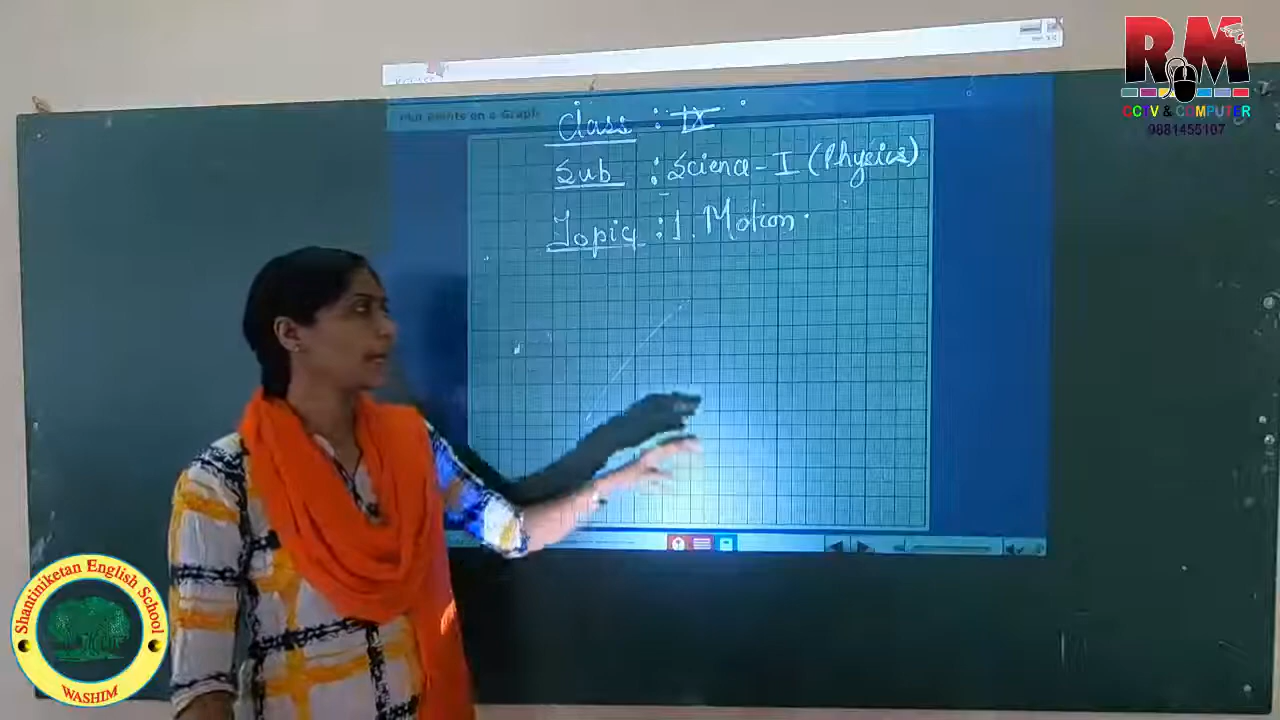 RM
CCTV & COMPUTER
9881455107
Plot Points on a Graph
Class : IX
Sub : Science - I (Physics)
Topic : 1. Motion.
Shantiniketan English School
WASHIM